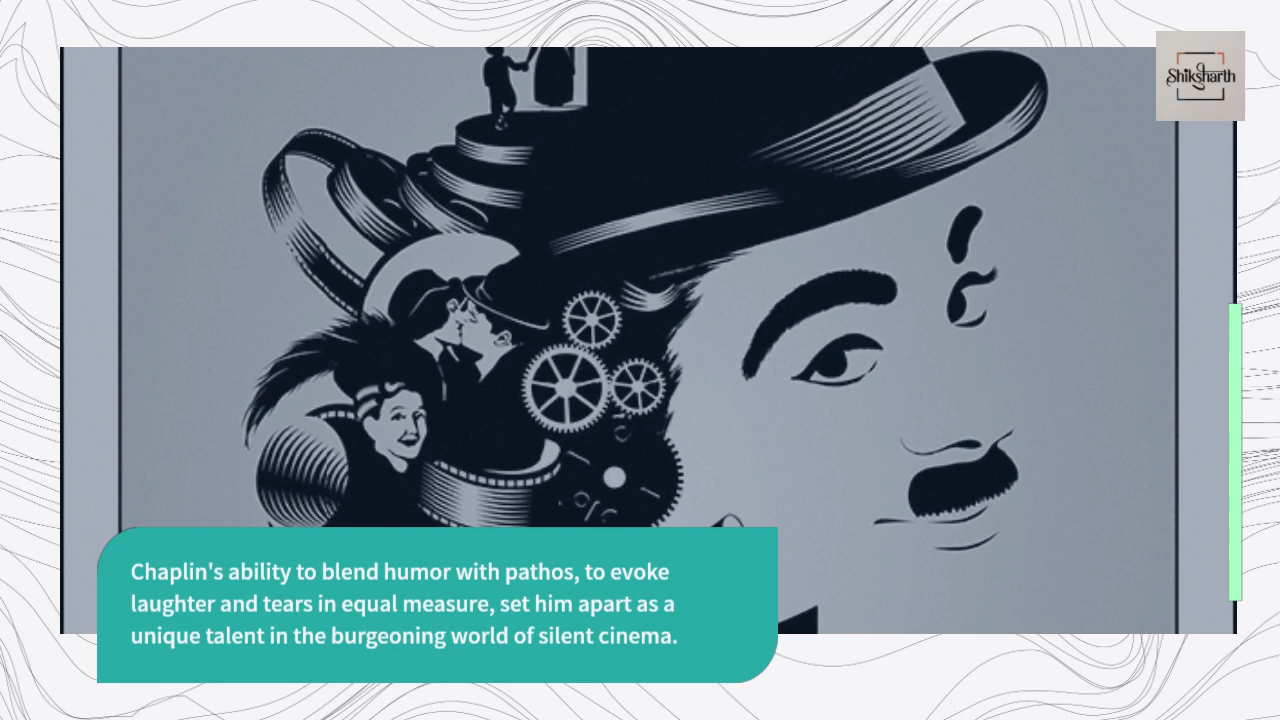 Shiksharth
Chaplin's ability to blend humor with pathos, to evoke
laughter and tears in equal measure, set him apart as a
unique talent in the burgeoning world of silent cinema.